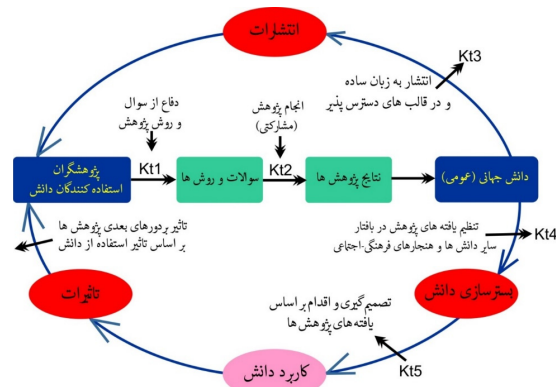 انتشارات
Kt3
انتشار به زبان ساده
و در قالب های دسترس پذیر
انجام پژوهش
(مشارکتی)
دفاع از سوال
و روش پژوهش
پژوهشگران
استفاده کنندگان دانش
Kt1
سوالات و روش ها
Kt2
نتایج پژوهش ها
دانش جهانی (عمومی)
تنظیم یافته های پژوهش در بافتار
سایر دانش ها و هنجارهای فرهنگی-اجتماعی
Kt4
تاثیر بردورهای بعدی پژوهش ها
بر اساس تاثیر استفاده از دانش
تاثیرات
تصمیم گیری و اقدام بر اساس
یافته های پژوهش ها
بسترسازی دانش
Kt5
کاربرد دانش